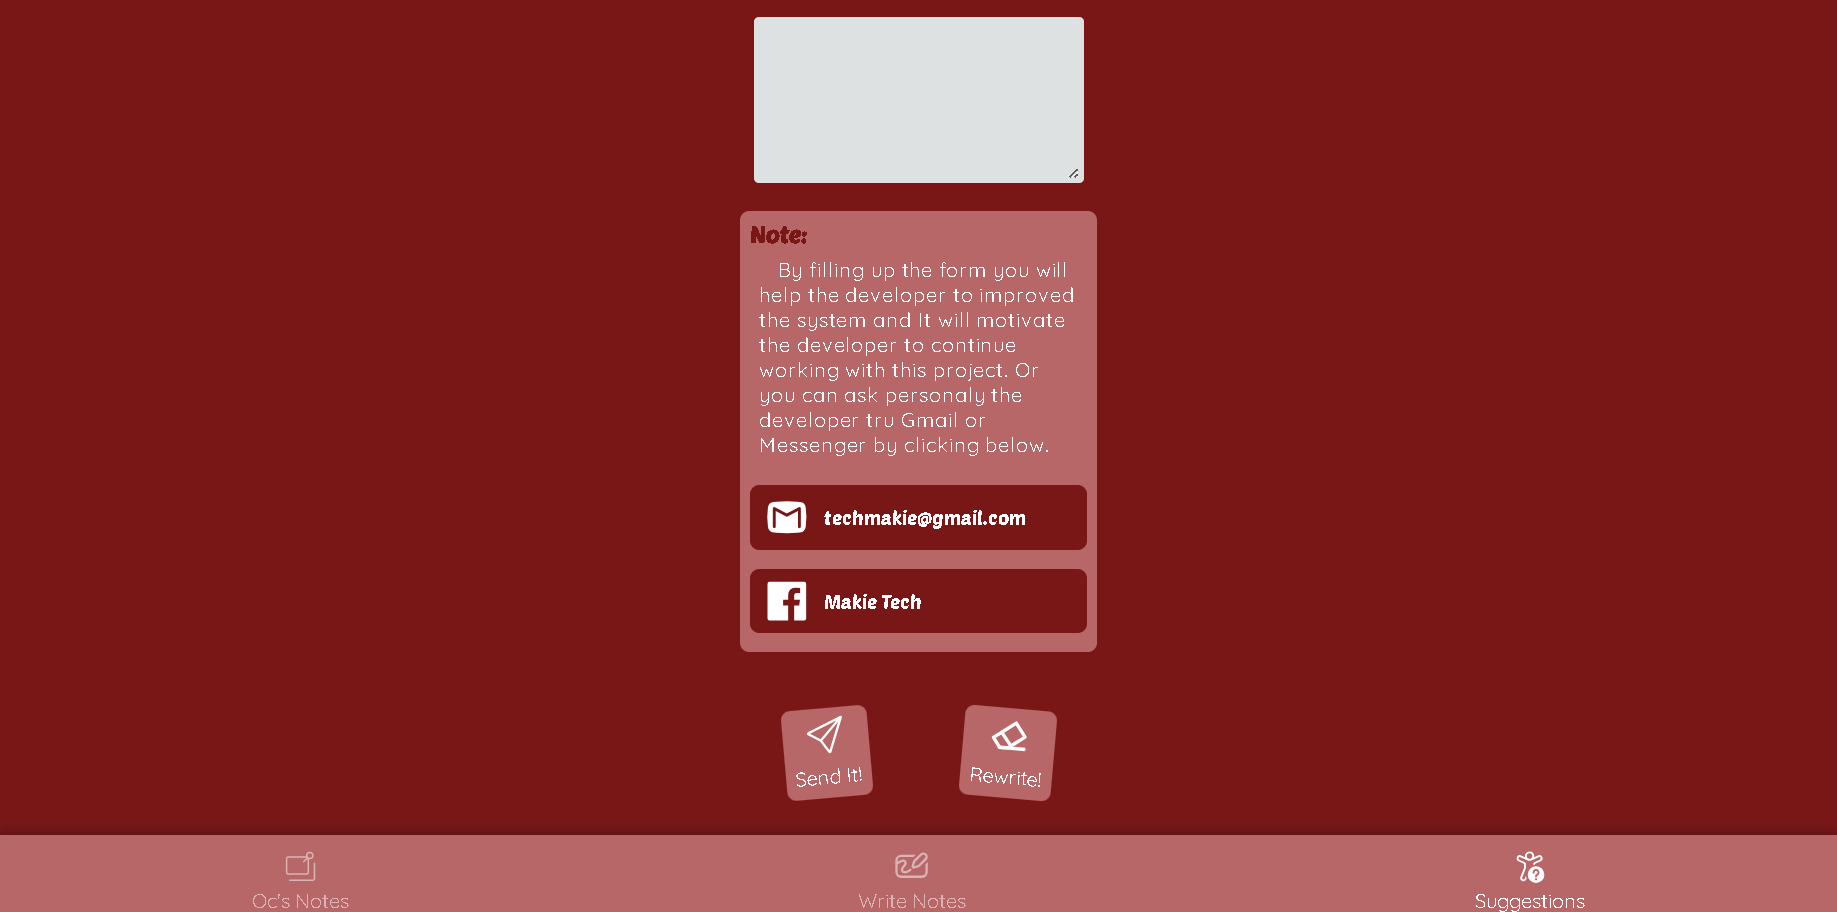 Note:
By filling up the form you will
help the developer to improved
the system and It will motivate
the developer to continue
working with this project. Or
you can ask personaly the
developer tru Gmail or
Messenger by clicking below.
techmakie@gmail.com
Makie Tech
Send It!
Rewrite!
Oc's Notes
Write Notes
Suggestions